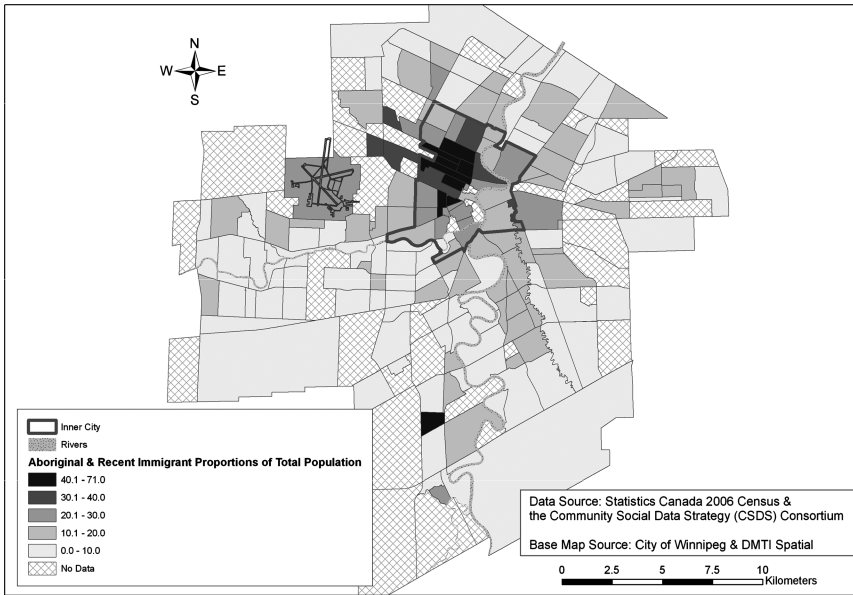 N
W E
S
Inner City
Rivers
Aboriginal & Recent Immigrant Proportions of Total Population
40.1 - 71.0
30.1 - 40.0
20.1 - 30.0
10.1 - 20.0
0.0 - 10.0
No Data
Data Source: Statistics Canada 2006 Census &
the Community Social Data Strategy (CSDS) Consortium
Base Map Source: City of Winnipeg & DMTI Spatial
0 2.5 5 7.5 10
Kilometers